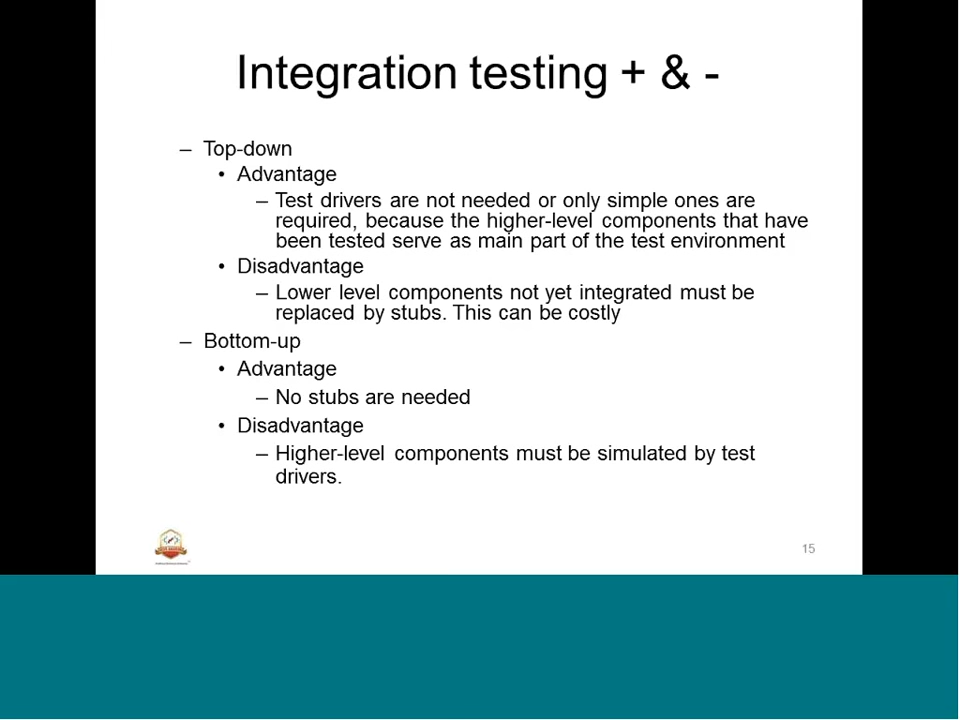 Integration testing + & -
– Top-down
• Advantage
– Test drivers are not needed or only simple ones are
required, because the higher-level components that have
been tested serve as main part of the test environment
• Disadvantage
– Lower level components not yet integrated must be
replaced by stubs. This can be costly
– Bottom-up
• Advantage
– No stubs are needed
• Disadvantage
– Higher-level components must be simulated by test
drivers.
15